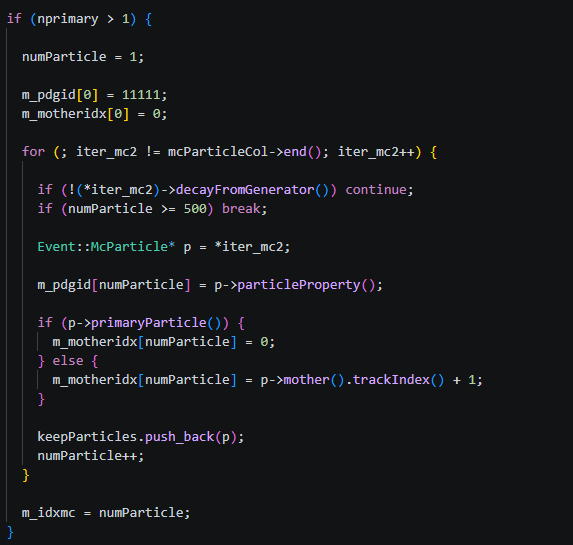 if (nprimary > 1) {
numParticle = 1;
m_pdgid[0] = 11111;
m_motheridx[0] = 0;
for (; iter_mc2 != mcParticleCol->end(); iter_mc2++) {
if (!(*iter_mc2)->decayFromGenerator()) continue;
if (numParticle >= 500) break;
Event::McParticle* p = *iter_mc2;
m_pdgid[numParticle] = p->particleProperty();
if (p->primaryParticle()) {
m_motheridx[numParticle] = 0;
} else {
m_motheridx[numParticle] = p->mother().trackIndex() + 1;
}
keepParticles.push_back(p);
numParticle++;
}
m_idxmc = numParticle;
}